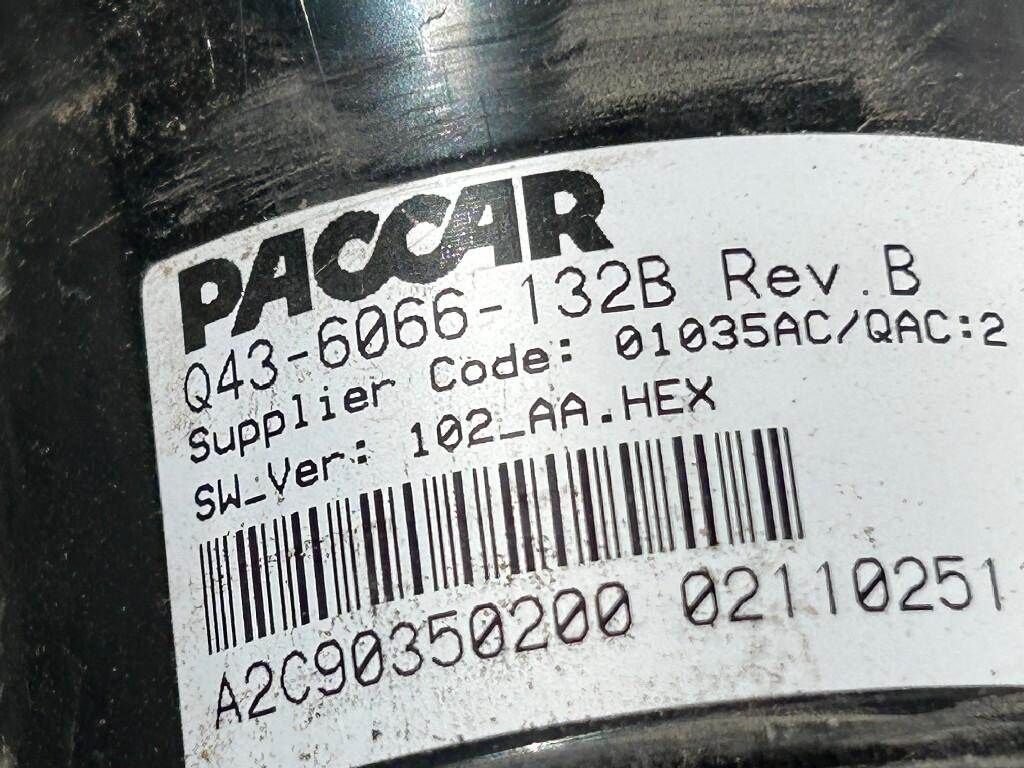 PACCAR
Q43-6066-132B Rev.B
Supplier Code: 01035AC/QAC:2
SW_Ver: 102_AA.HEX
A2C90350200 02110251